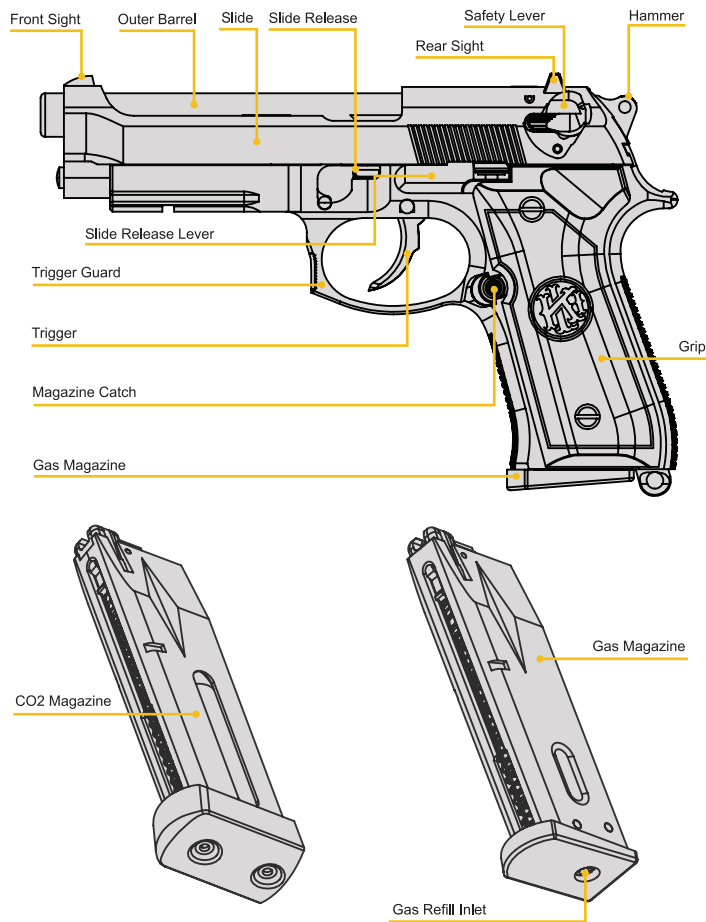 Front Sight
Outer Barrel
Slide
Slide Release
Safety Lever
Hammer
Rear Sight
Slide Release Lever
Trigger Guard
Trigger
Grip
Magazine Catch
Gas Magazine
Gas Magazine
CO2 Magazine
Gas Refill Inlet